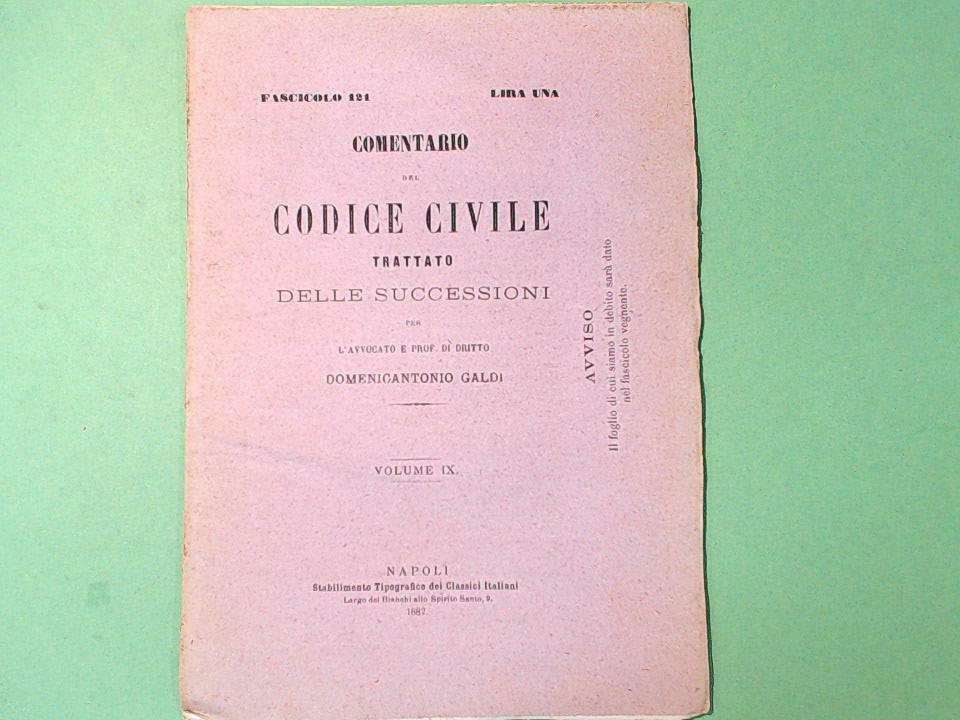 FASCICOLO 121
LIRA UNA
COMENTARIO
DEL
CODICE CIVILE
TRATTATO
DELLE SUCCESSIONI
PER
L'AVVOCATO E PROF. DÌ DRITTO
DOMENICANTONIO GALDI
VOLUME IX.
NAPOLI
Stabilimento Tipografico dei Classici Italiani
Largo dei Bianchi allo Spirito Santo, 9.
1882.
AVVISO
Il foglio di cui siamo in debito sarà dato
nel fascicolo vegnente.